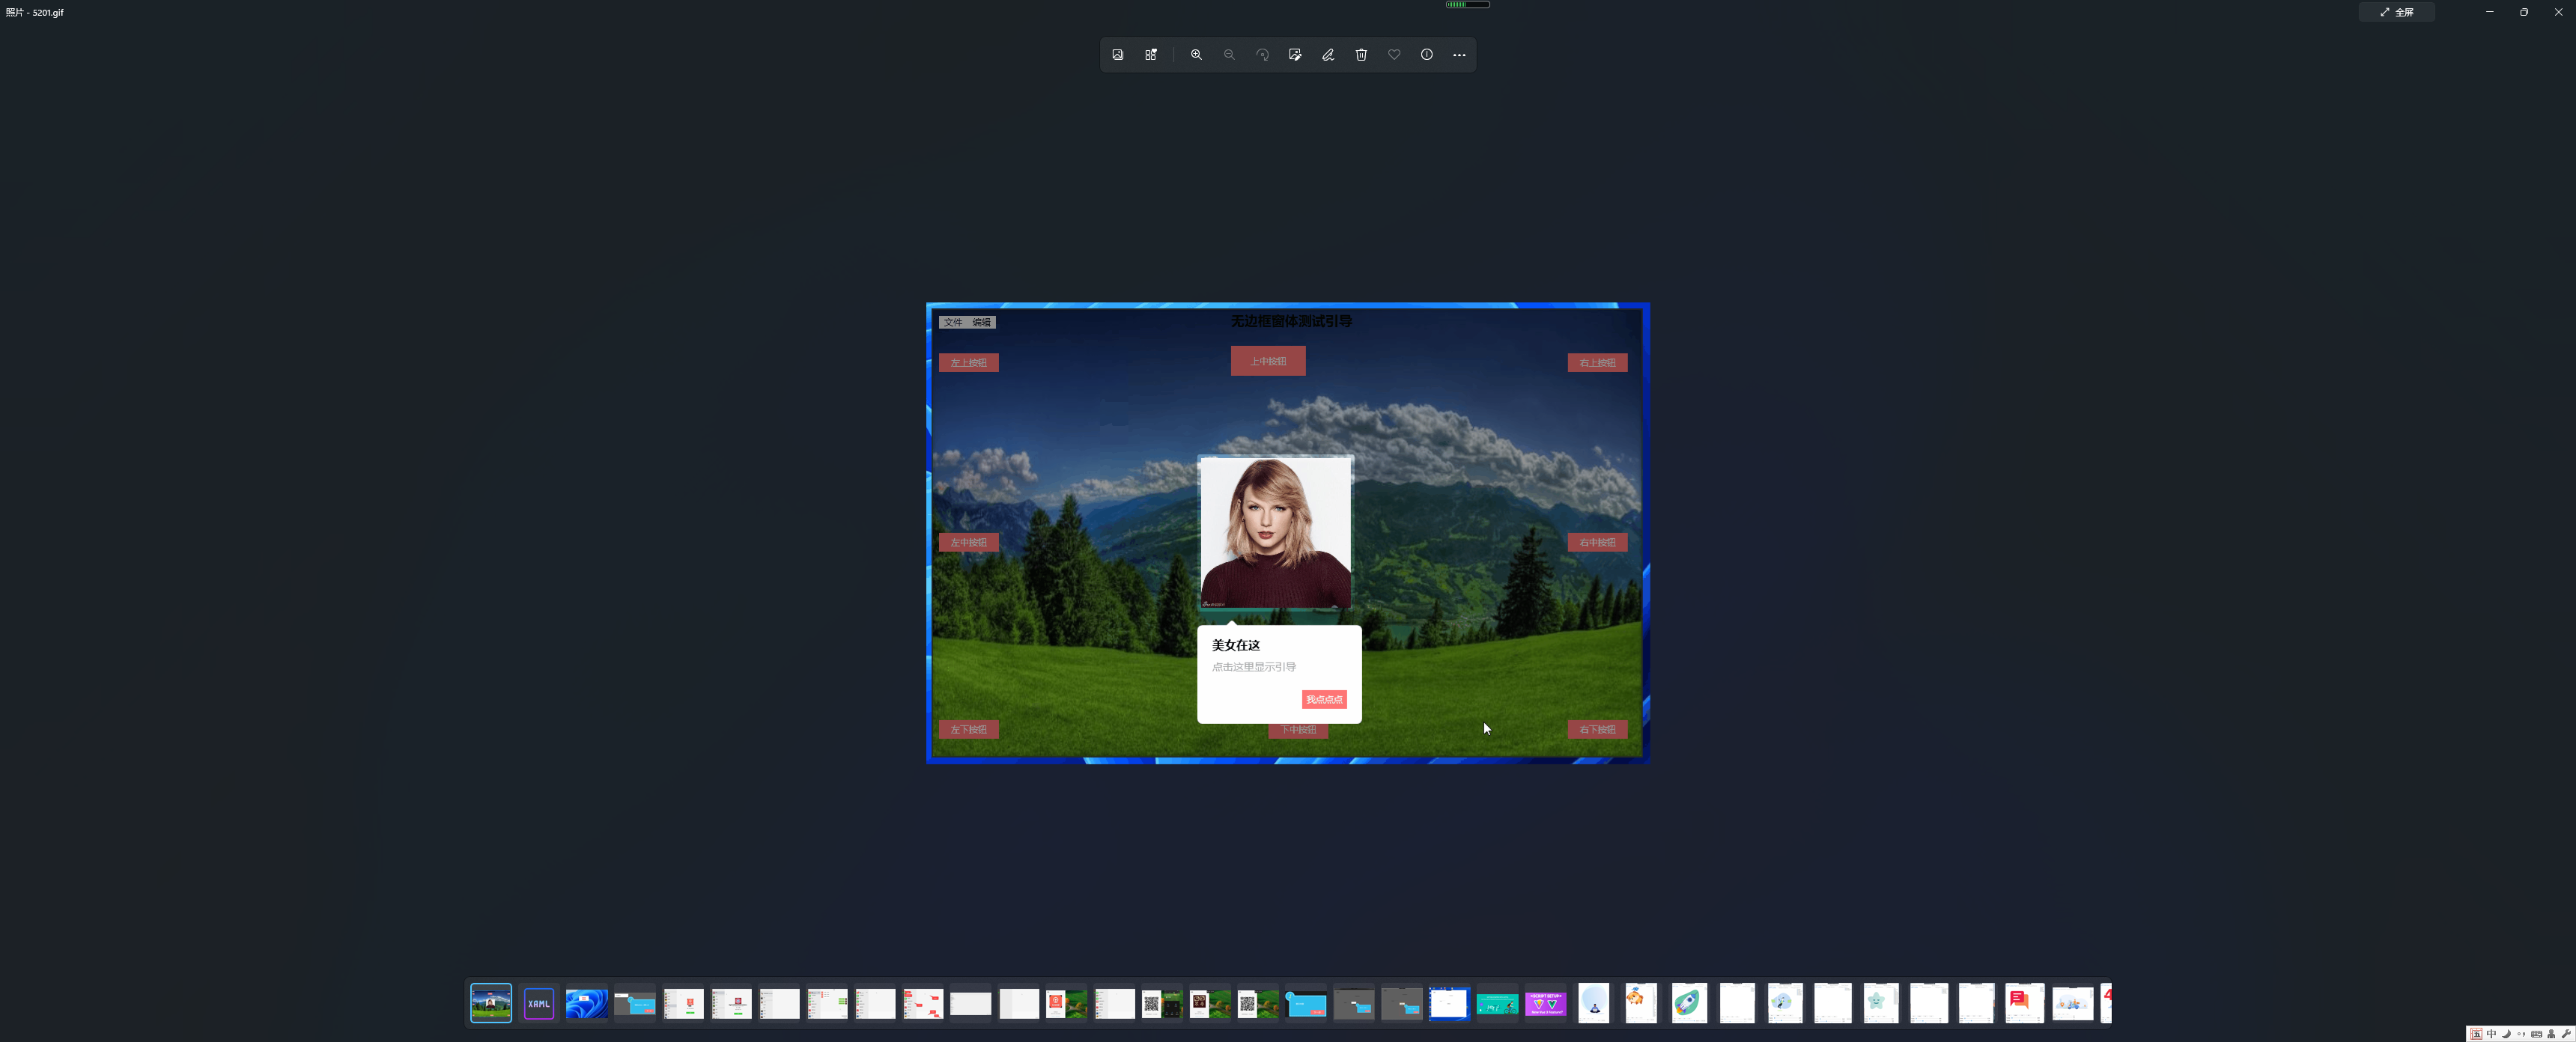 照片 - 5201.gif
全屏
文件 编辑
无边框窗体测试引导
左上按钮
上中按钮
右上按钮
左中按钮
右中按钮
美女在这
点击这里显示引导
我点点点
左下按钮
下中按钮
右下按钮
XAML
中